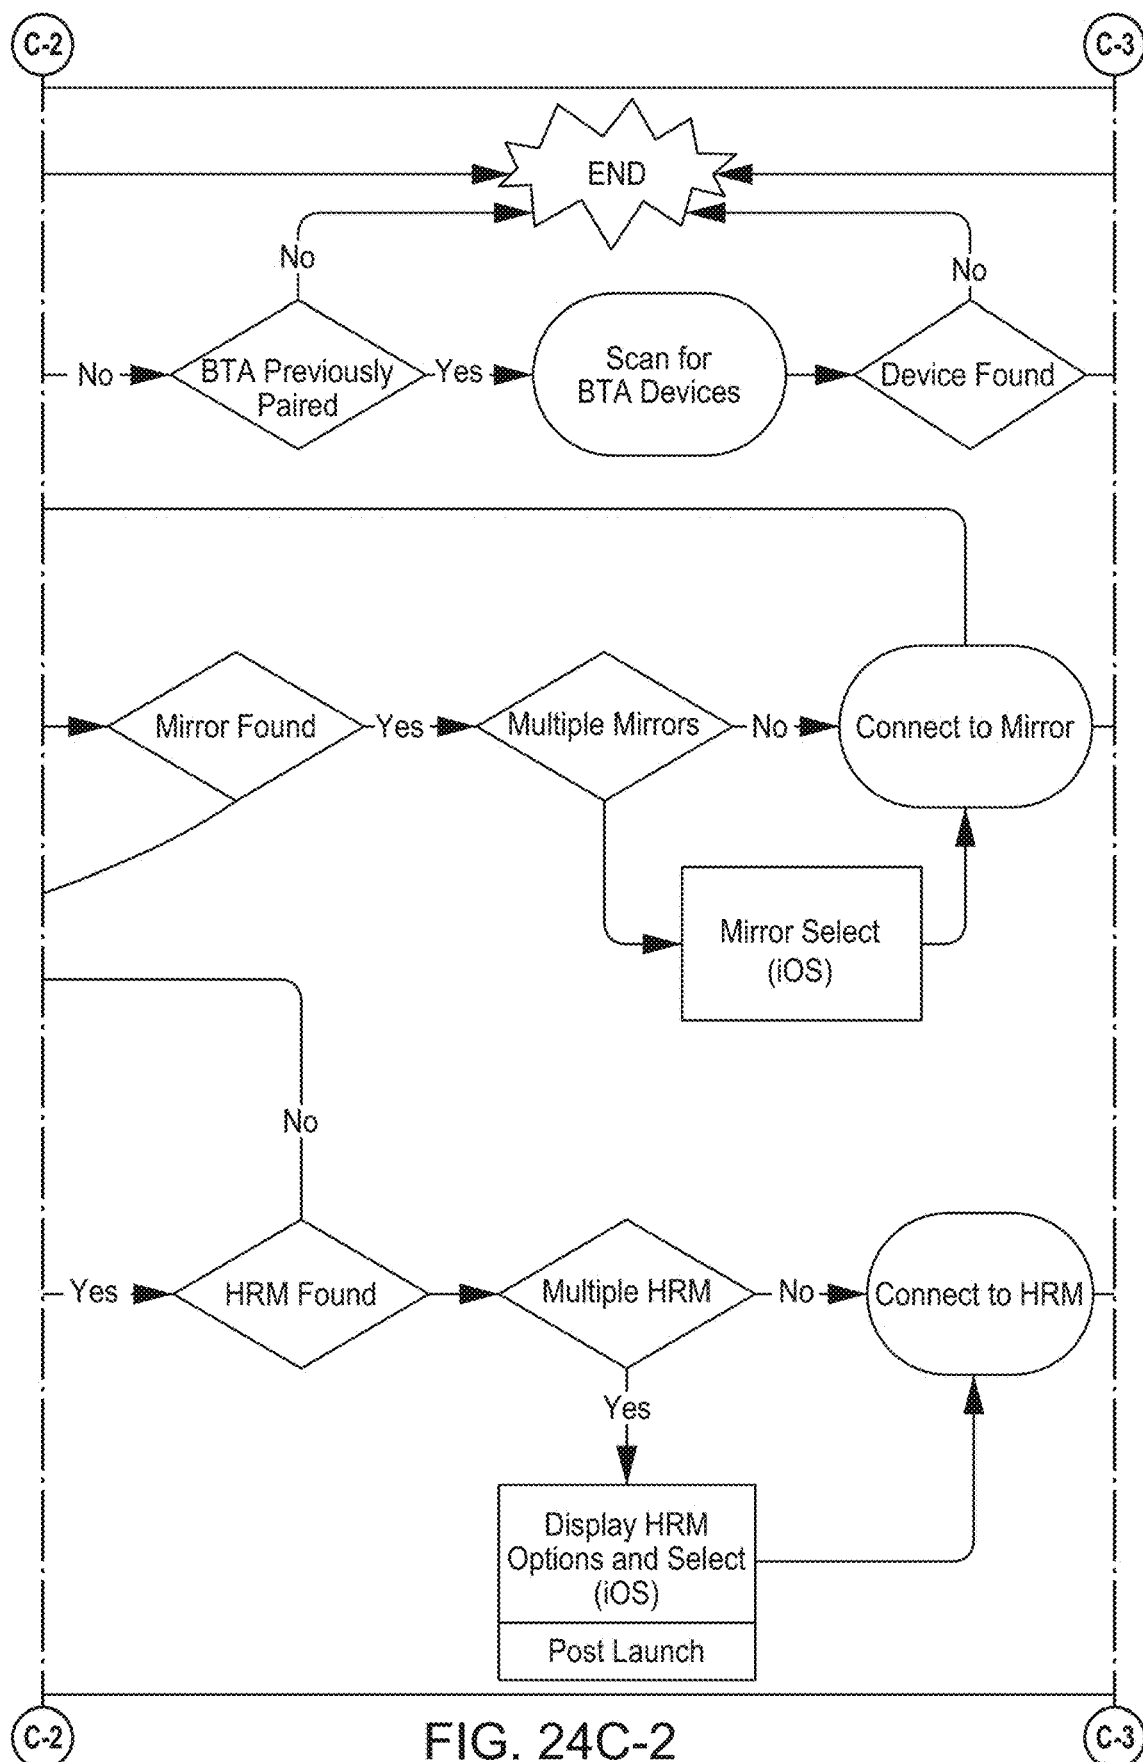 C-2
C-3
END
No
No
No
BTA Previously
Paired
Yes
Scan for
BTA Devices
Device Found
Mirror Found
Yes
Multiple Mirrors
No
Connect to Mirror
Mirror Select
(iOS)
No
Yes
HRM Found
Multiple HRM
No
Connect to HRM
Yes
Display HRM
Options and Select
(iOS)
Post Launch
C-2
FIG. 24C-2
C-3